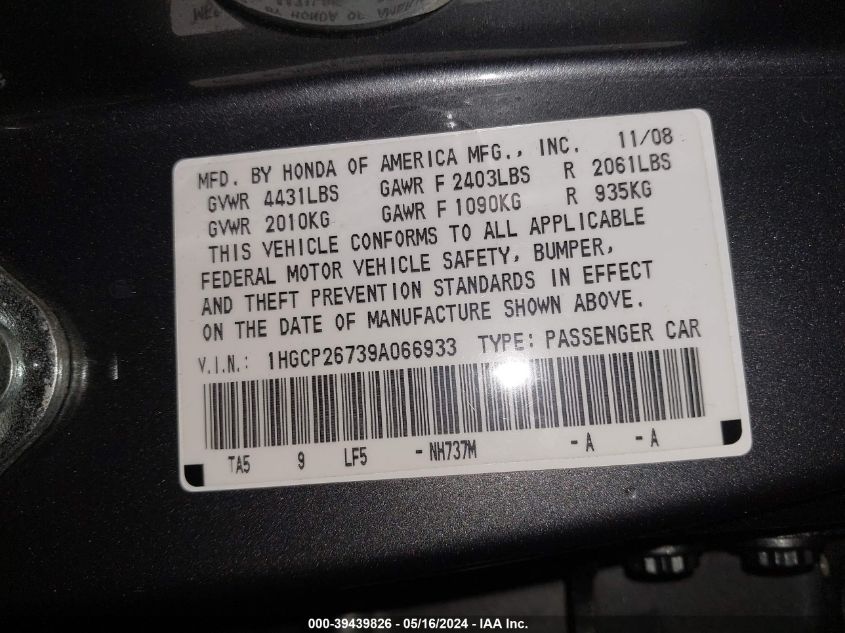 MFD. BY HONDA OF AMERICA MFG., INC. 11/08
GVWR 4431LBS GAWR F 2403LBS R 2061LBS
GVWR 2010KG GAWR F 1090KG R 935KG
THIS VEHICLE CONFORMS TO ALL APPLICABLE
FEDERAL MOTOR VEHICLE SAFETY, BUMPER,
AND THEFT PREVENTION STANDARDS IN EFFECT
ON THE DATE OF MANUFACTURE SHOWN ABOVE.
V.I.N.: 1HGCP26739A066933 TYPE: PASSENGER CAR
TA5 9 LF5 - NH737M - A - A
000-39439826 / 05/16/2024 - IAA Inc.